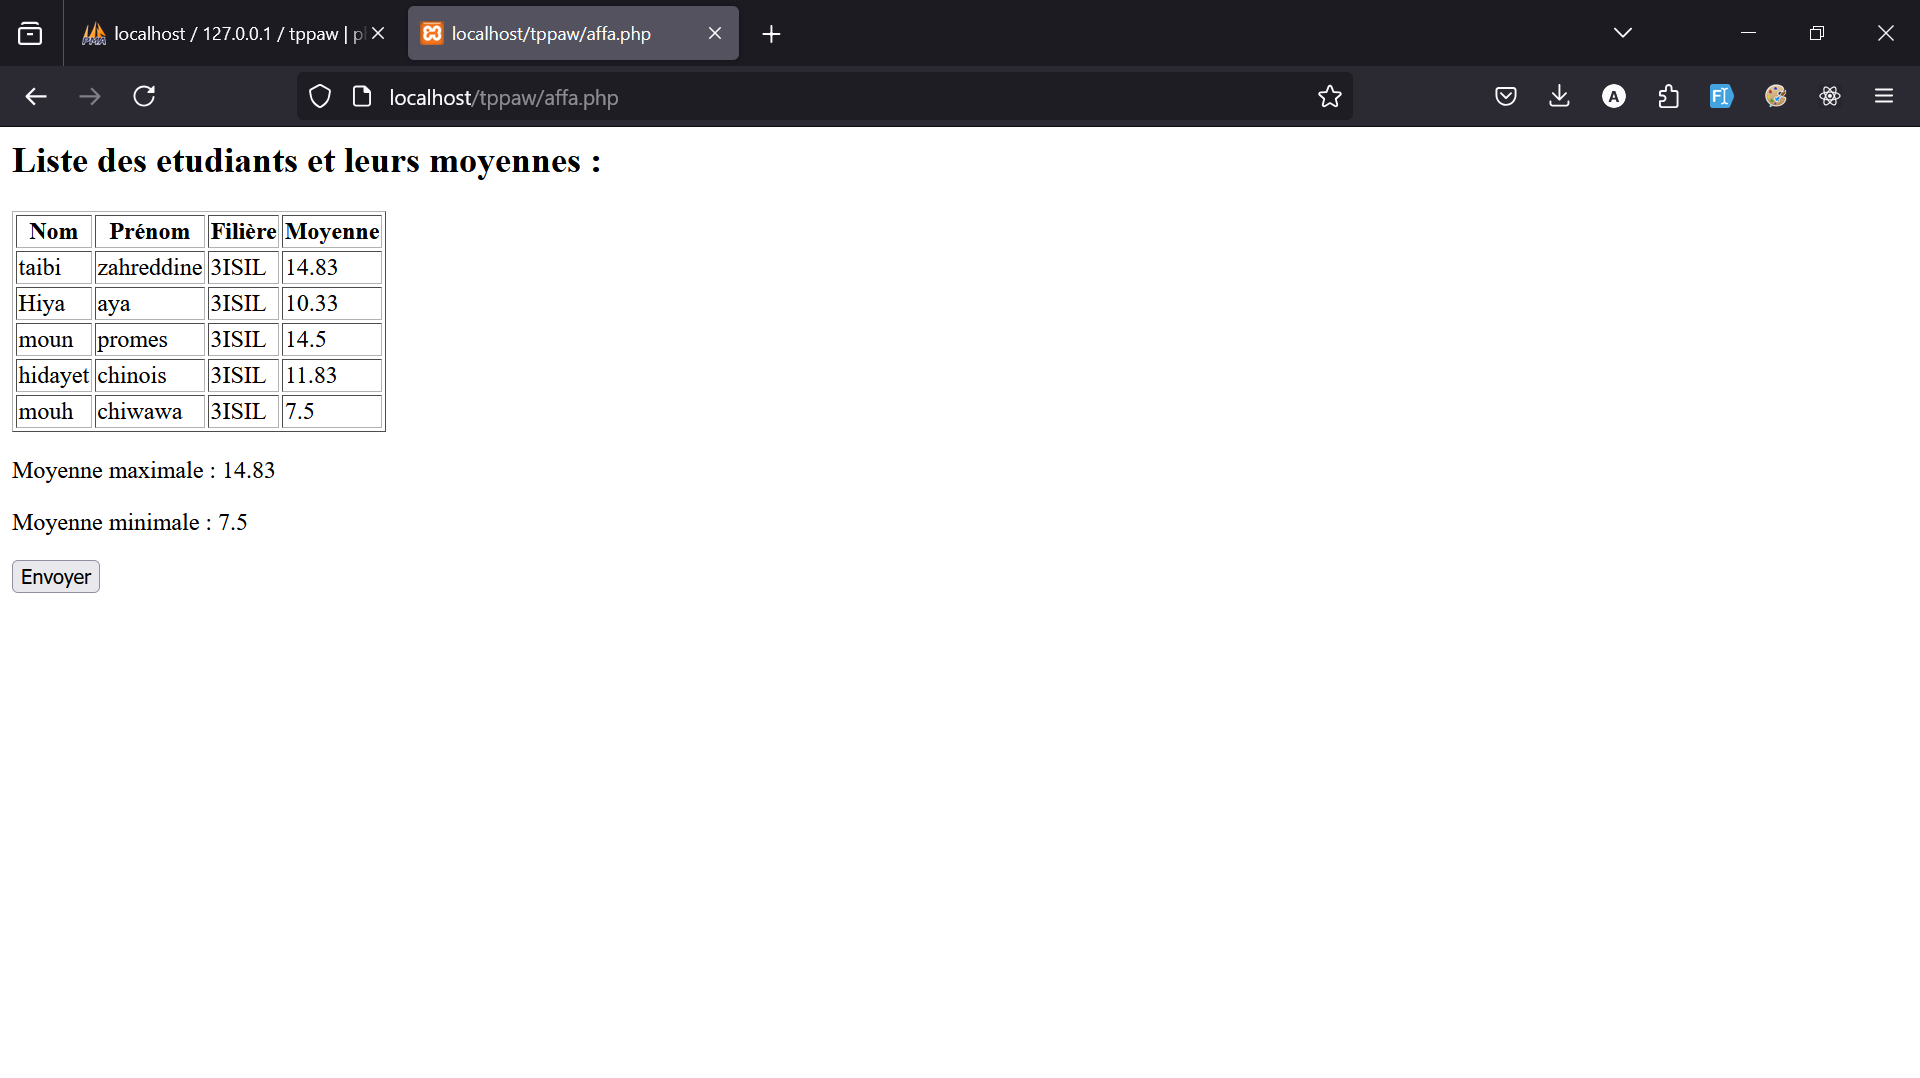 localhost / 127.0.0.1 / tppaw | p
localhost/tppaw/affa.php
localhost/tppaw/affa.php
Liste des etudiants et leurs moyennes :
Nom Prénom Filière Moyenne
taibi zahreddine 3ISIL 14.83
Hiya aya 3ISIL 10.33
moun promes 3ISIL 14.5
hidayet chinois 3ISIL 11.83
mouh chiwawa 3ISIL 7.5
Moyenne maximale : 14.83
Moyenne minimale : 7.5
Envoyer